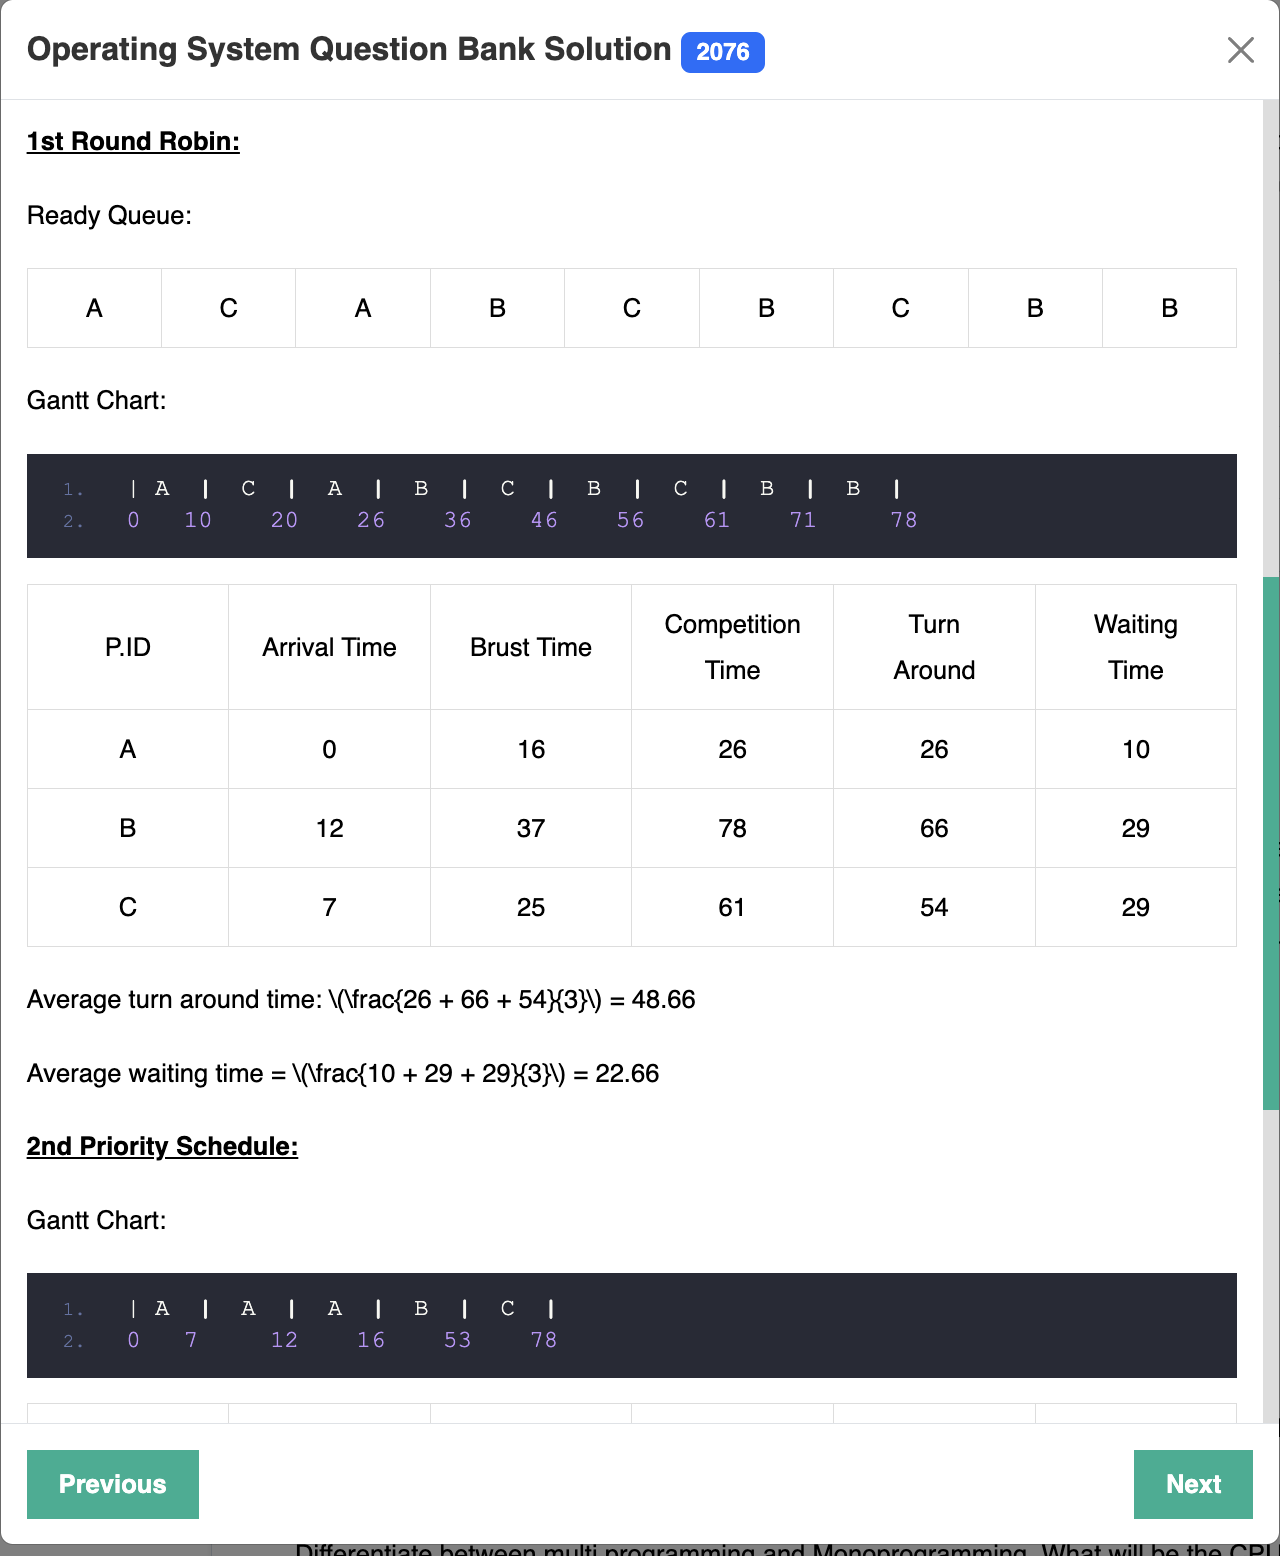 Operating System Question Bank Solution 2076
1st Round Robin:
Ready Queue:
A C A B C B C B B
Gantt Chart:
1. | A | C | A | B | C | B | C | B | B |
2. 0 10 20 26 36 46 56 61 71 78
P.ID Arrival Time Brust Time Competition Time Turn Around Waiting Time
A 0 16 26 26 10
B 12 37 78 66 29
C 7 25 61 54 29
Average turn around time: \(\frac{26 + 66 + 54}{3}\) = 48.66
Average waiting time = \(\frac{10 + 29 + 29}{3}\) = 22.66
2nd Priority Schedule:
Gantt Chart:
1. | A | A | A | B | C |
2. 0 7 12 16 53 78
Previous Next
Differentiate between multi programming and Monoprogramming. What will be the CPU